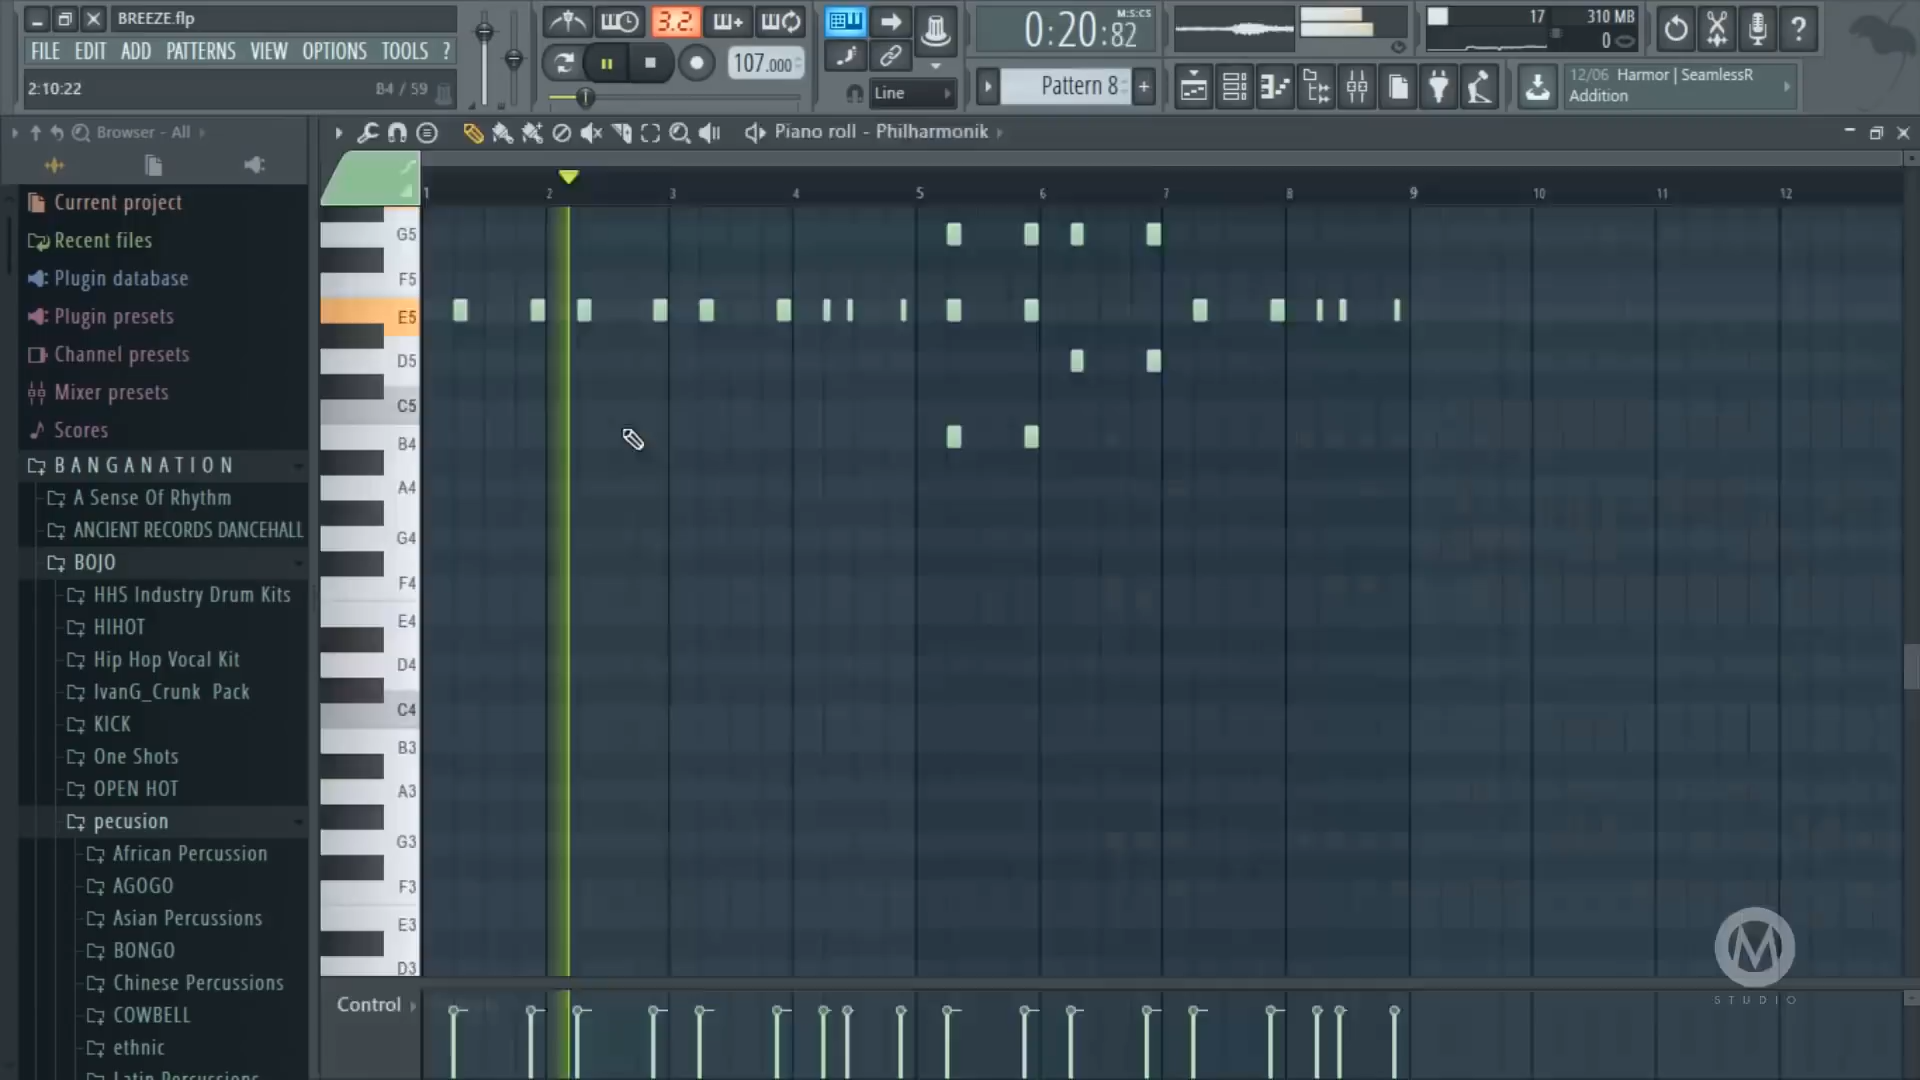 BREEZE.flp
FILE EDIT ADD PATTERNS VIEW OPTIONS TOOLS ?
2:10:22 84 / 59
3.2.
107.000
Line
0:20:82 M:S:CS
Pattern 8 +
17 310 MB
0
12/06 Harmor | SeamlessR
Addition
Browser - All
Piano roll - Philharmonik
Current project
Recent files
Plugin database
Plugin presets
Channel presets
Mixer presets
Scores
BANGANATION
A Sense Of Rhythm
ANCIENT RECORDS DANCEHALL
BOJO
HHS Industry Drum Kits
HIHOT
Hip Hop Vocal Kit
IvanG_Crunk Pack
KICK
One Shots
OPEN HOT
pecusion
African Percussion
AGOGO
Asian Percussions
BONGO
Chinese Percussions
COWBELL
ethnic
Latin Percussions
1 2 3 4 5 6 7 8 9 10 11 12
G5
F5
E5
D5
C5
B4
A4
G4
F4
E4
D4
C4
B3
A3
G3
F3
E3
D3
Control
M
STUDIO